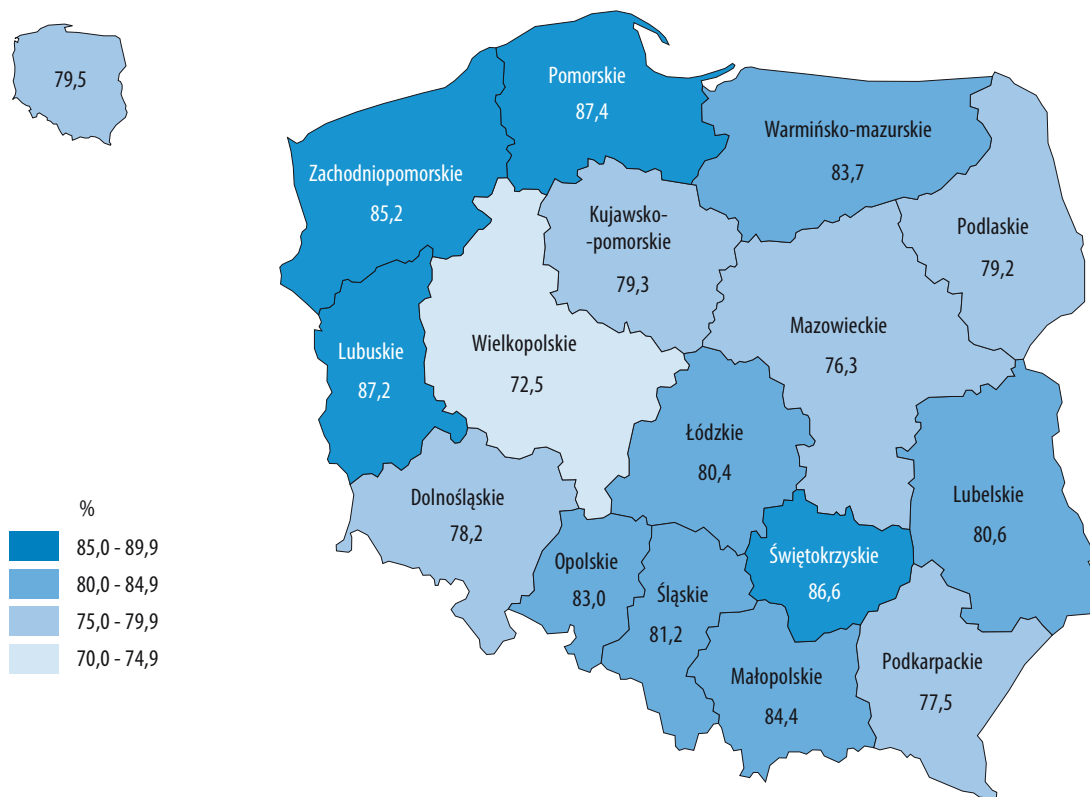 79,5
Pomorskie
87,4
Warmińsko-mazurskie
83,7
Zachodniopomorskie
85,2
Kujawsko-
-pomorskie
79,3
Podlaskie
79,2
Mazowieckie
76,3
Wielkopolskie
72,5
Lubuskie
87,2
Łódzkie
80,4
Dolnośląskie
78,2
Lubelskie
80,6
Opolskie
83,0
Śląskie
81,2
Świętokrzyskie
86,6
Małopolskie
84,4
Podkarpackie
77,5
%
85,0 - 89,9
80,0 - 84,9
75,0 - 79,9
70,0 - 74,9